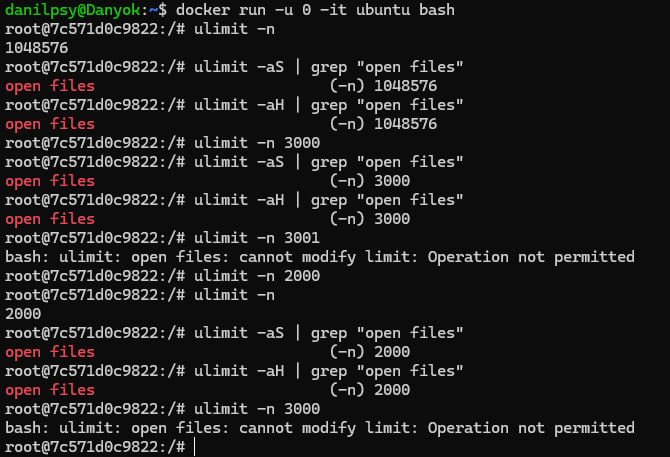 danilpsy@Danyok:~$ docker run -u 0 -it ubuntu bash
root@7c571d0c9822:/# ulimit -n
1048576
root@7c571d0c9822:/# ulimit -aS | grep "open files"
open files                          (-n) 1048576
root@7c571d0c9822:/# ulimit -aH | grep "open files"
open files                          (-n) 1048576
root@7c571d0c9822:/# ulimit -n 3000
root@7c571d0c9822:/# ulimit -aS | grep "open files"
open files                          (-n) 3000
root@7c571d0c9822:/# ulimit -aH | grep "open files"
open files                          (-n) 3000
root@7c571d0c9822:/# ulimit -n 3001
bash: ulimit: open files: cannot modify limit: Operation not permitted
root@7c571d0c9822:/# ulimit -n 2000
root@7c571d0c9822:/# ulimit -n
2000
root@7c571d0c9822:/# ulimit -aS | grep "open files"
open files                          (-n) 2000
root@7c571d0c9822:/# ulimit -aH | grep "open files"
open files                          (-n) 2000
root@7c571d0c9822:/# ulimit -n 3000
bash: ulimit: open files: cannot modify limit: Operation not permitted
root@7c571d0c9822:/#